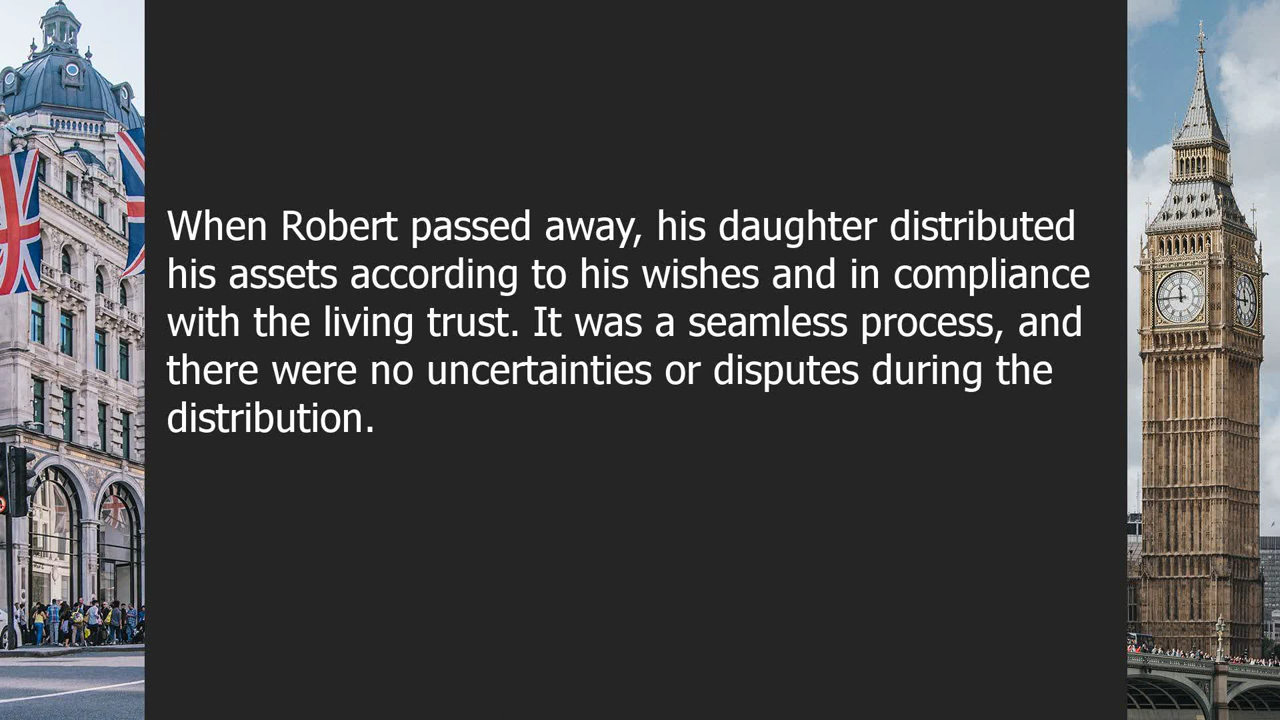 When Robert passed away, his daughter distributed
his assets according to his wishes and in compliance
with the living trust. It was a seamless process, and
there were no uncertainties or disputes during the
distribution.